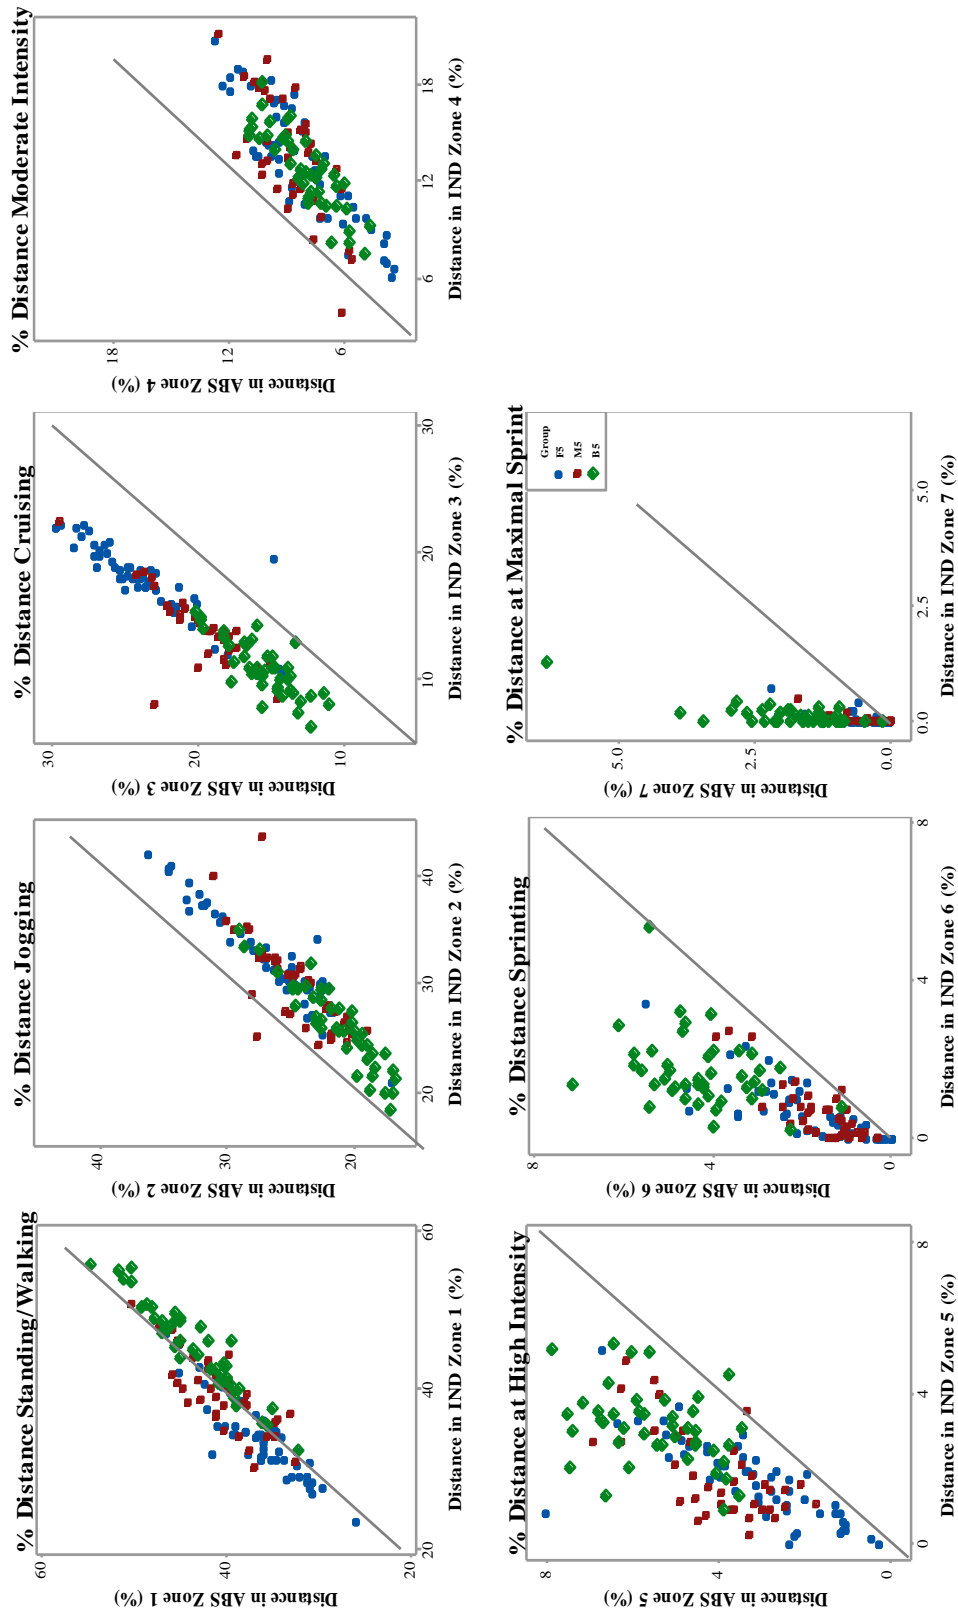 % Distance Standing/Walking
60
40
20
Distance in ABS Zone 1 (%)
20
40
60
Distance in IND Zone 1 (%)
% Distance Jogging
40
30
20
Distance in ABS Zone 2 (%)
20
30
40
Distance in IND Zone 2 (%)
% Distance Cruising
30
20
10
Distance in ABS Zone 3 (%)
10
20
30
Distance in IND Zone 3 (%)
% Distance Moderate Intensity
18
12
6
Distance in ABS Zone 4 (%)
6
12
18
Distance in IND Zone 4 (%)
% Distance at High Intensity
8
4
0
Distance in ABS Zone 5 (%)
0
4
8
Distance in IND Zone 5 (%)
% Distance Sprinting
8
4
0
Distance in ABS Zone 6 (%)
0
4
8
Distance in IND Zone 6 (%)
% Distance at Maximal Sprint
5.0
2.5
0.0
Distance in ABS Zone 7 (%)
0.0
2.5
5.0
Distance in IND Zone 7 (%)
Group
F5
M5
B5